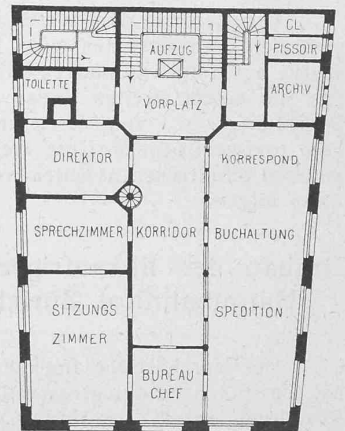 CL.
AUFZUG
PISSOIR
TOILETTE
ARCHIV
VORPLATZ
DIREKTOR
KORRESPOND.
SPRECHZIMMER
KORRIDOR
BUCHALTUNG
SITZUNGS
ZIMMER
SPEDITION.
BUREAU
CHEF